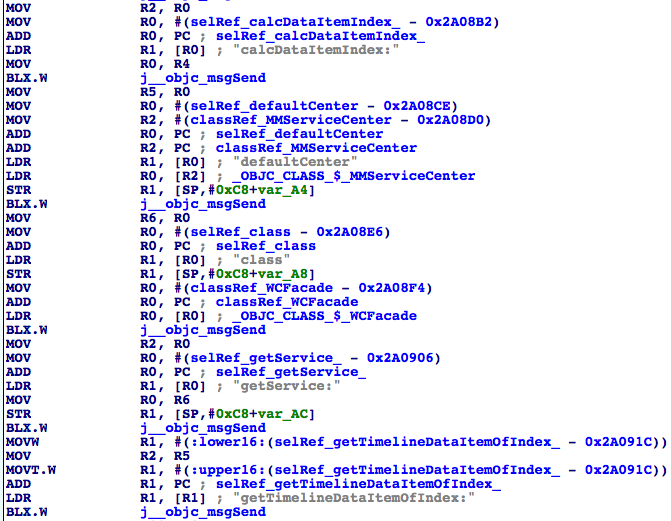 MOV R2, R0
MOV R0, #(selRef_calcDataItemIndex_ - 0x2A08B2)
ADD R0, PC ; selRef_calcDataItemIndex_
LDR R1, [R0] ; "calcDataItemIndex:"
MOV R0, R4
BLX.W j__objc_msgSend
MOV R5, R0
MOV R0, #(selRef_defaultCenter - 0x2A08CE)
MOV R2, #(classRef_MMServiceCenter - 0x2A08D0)
ADD R0, PC ; selRef_defaultCenter
ADD R2, PC ; classRef_MMServiceCenter
LDR R1, [R0] ; "defaultCenter"
LDR R0, [R2] ; _OBJC_CLASS_$_MMServiceCenter
STR R1, [SP,#0xC8+var_A4]
BLX.W j__objc_msgSend
MOV R6, R0
MOV R0, #(selRef_class - 0x2A08E6)
ADD R0, PC ; selRef_class
LDR R1, [R0] ; "class"
STR R1, [SP,#0xC8+var_A8]
MOV R0, #(classRef_WCFacade - 0x2A08F4)
ADD R0, PC ; classRef_WCFacade
LDR R0, [R0] ; _OBJC_CLASS_$_WCFacade
BLX.W j__objc_msgSend
MOV R2, R0
MOV R0, #(selRef_getService_ - 0x2A0906)
ADD R0, PC ; selRef_getService_
LDR R1, [R0] ; "getService:"
MOV R0, R6
STR R1, [SP,#0xC8+var_AC]
BLX.W j__objc_msgSend
MOVW R1, #(:lower16:(selRef_getTimelineDataItemOfIndex_ - 0x2A091C))
MOV R2, R5
MOVT.W R1, #(:upper16:(selRef_getTimelineDataItemOfIndex_ - 0x2A091C))
ADD R1, PC ; selRef_getTimelineDataItemOfIndex_
LDR R1, [R1] ; "getTimelineDataItemOfIndex:"
BLX.W j__objc_msgSend